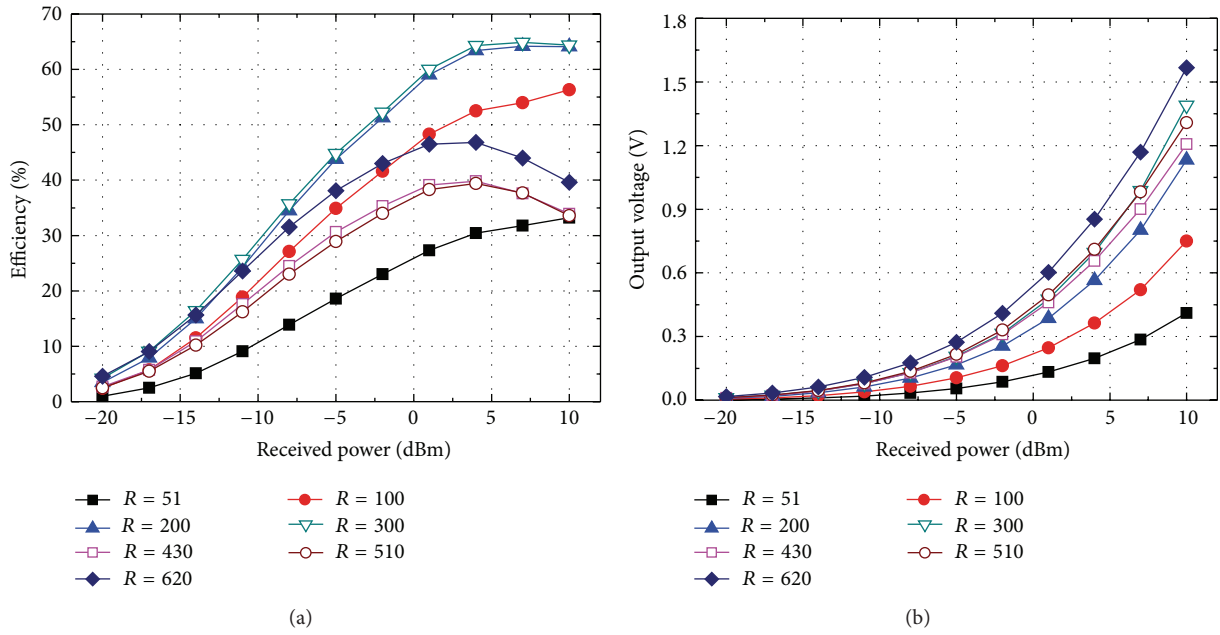 70
60
50
40
30
20
10
0
Efficiency (%)
−20 −15 −10 −5 0 5 10
Received power (dBm)
R = 51
R = 100
R = 200
R = 300
R = 430
R = 510
R = 620
(a)
1.8
1.5
1.2
0.9
0.6
0.3
0.0
Output voltage (V)
−20 −15 −10 −5 0 5 10
Received power (dBm)
R = 51
R = 100
R = 200
R = 300
R = 430
R = 510
R = 620
(b)